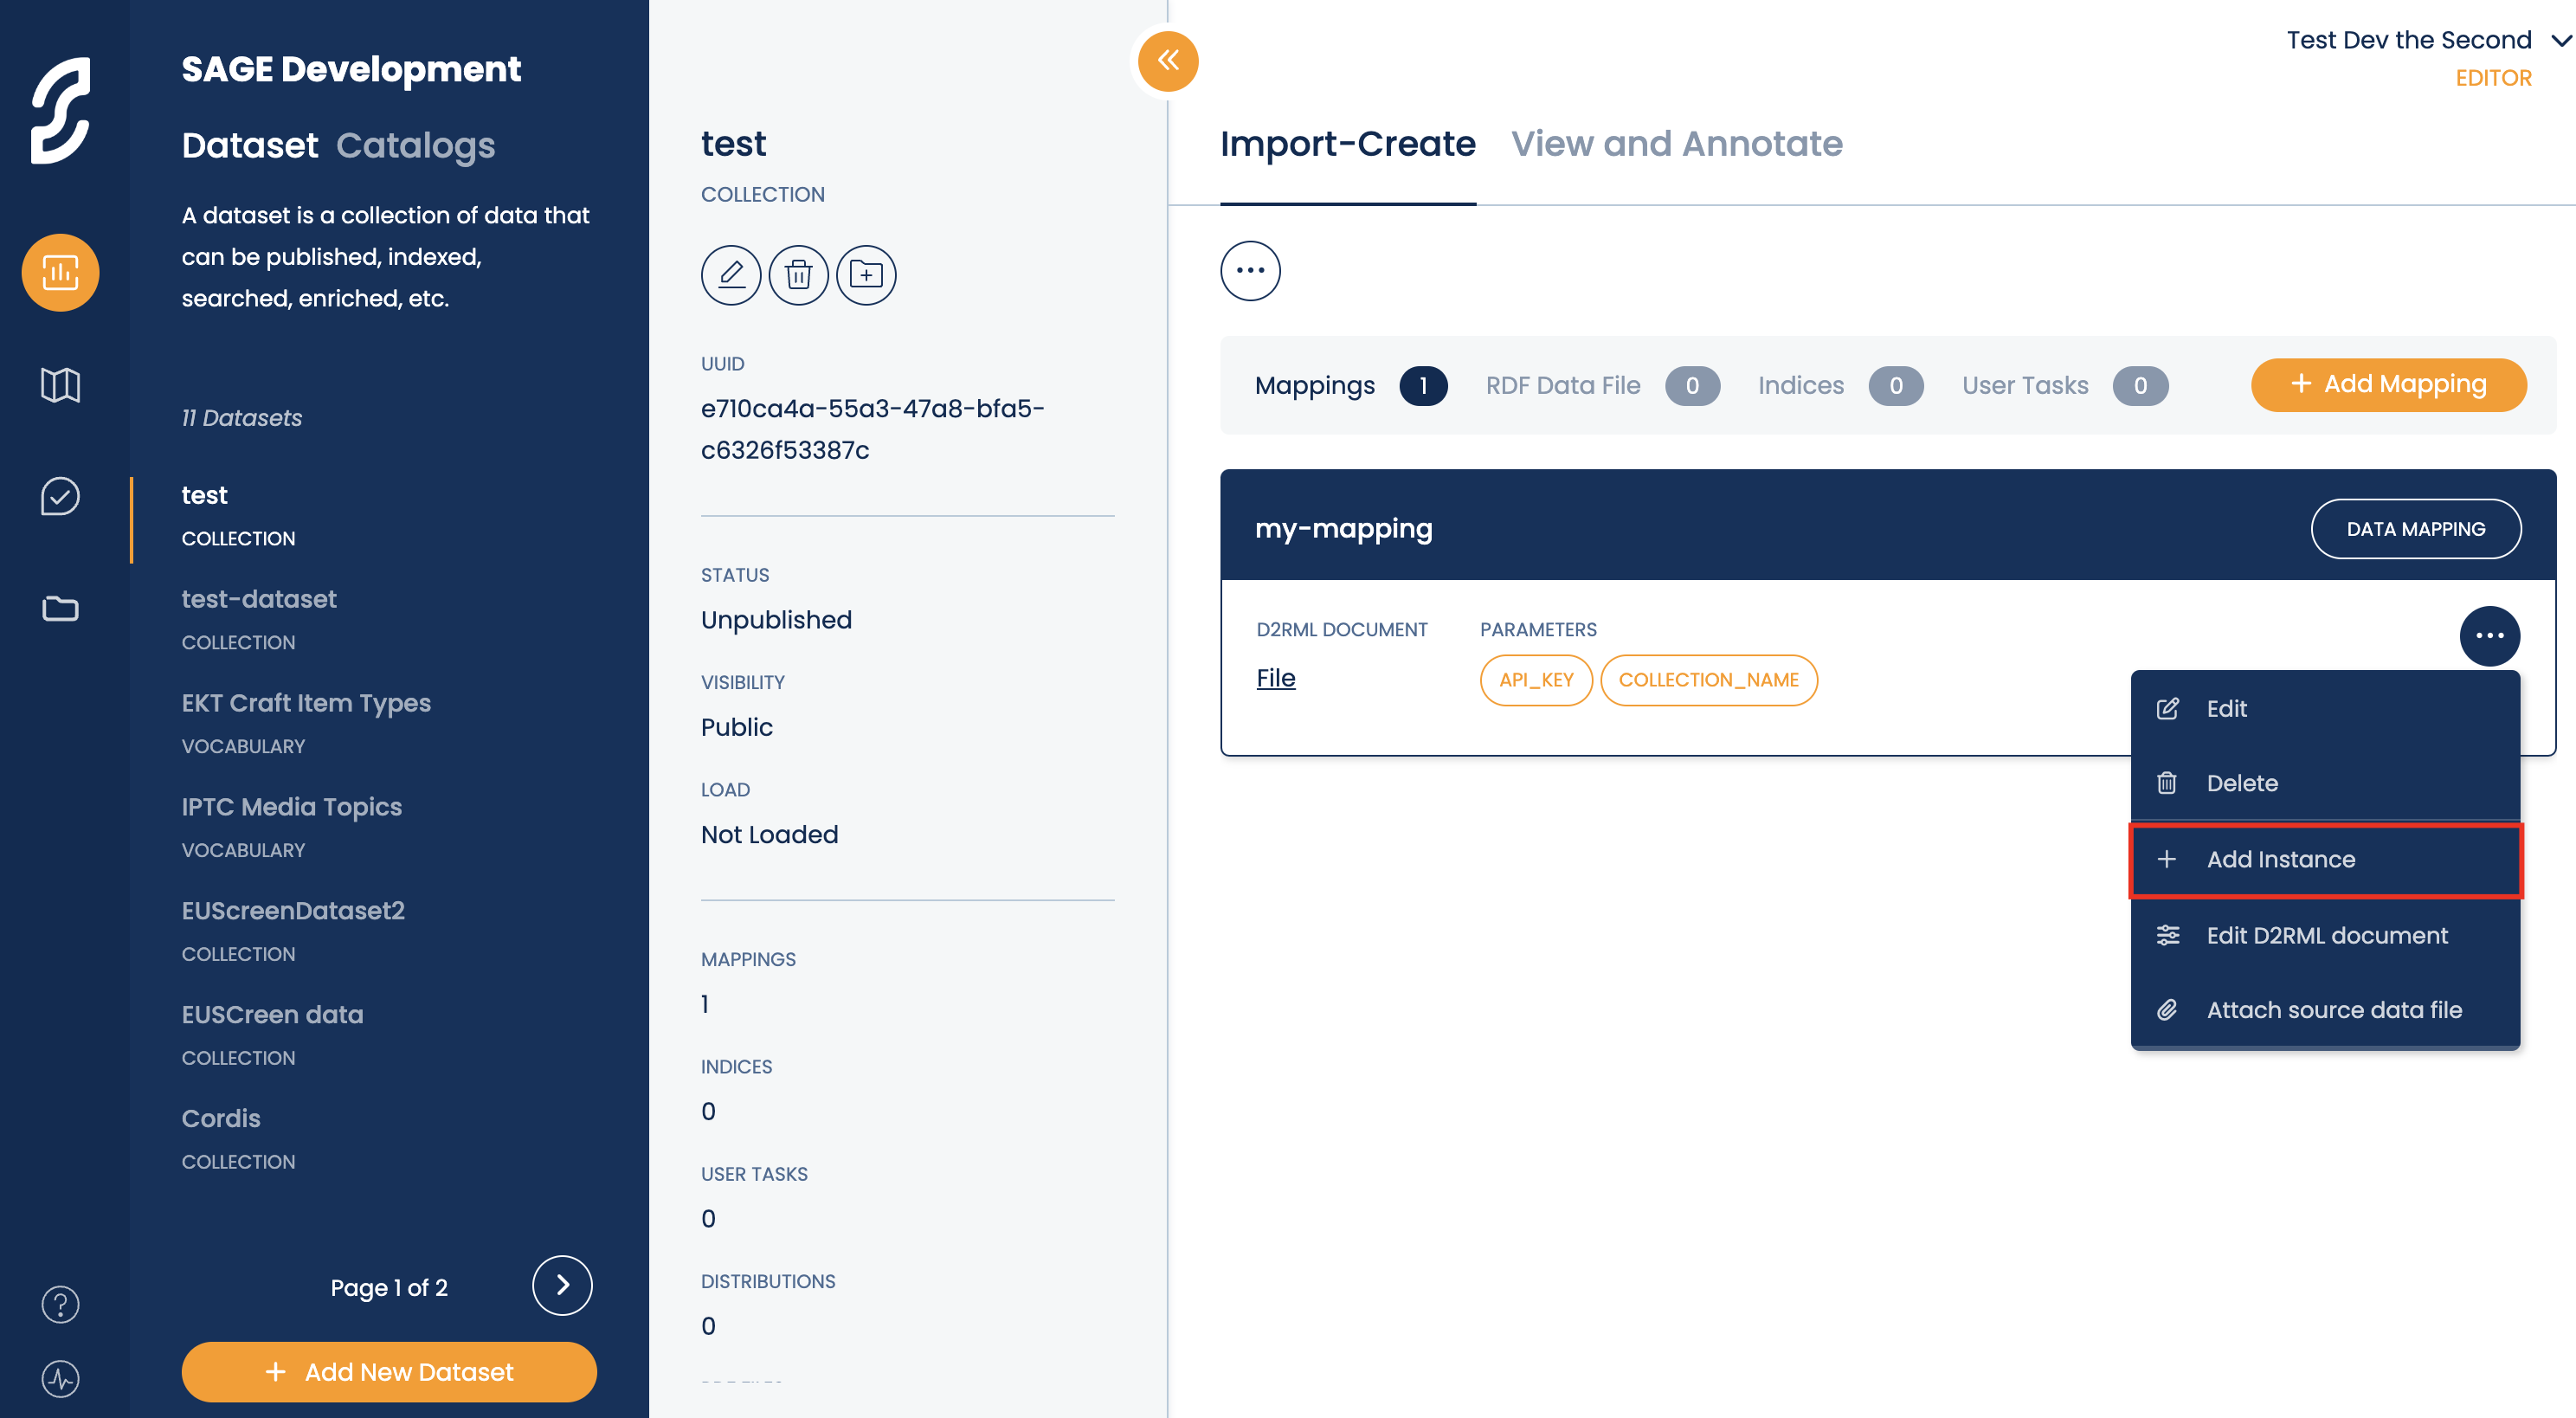 SAGE Development
Dataset Catalogs
A dataset is a collection of data that
can be published, indexed,
searched, enriched, etc.
11 Datasets
test
COLLECTION
test-dataset
COLLECTION
EKT Craft Item Types
VOCABULARY
IPTC Media Topics
VOCABULARY
EUScreenDataset2
COLLECTION
EUSCreen data
COLLECTION
Cordis
COLLECTION
Page 1 of 2
+ Add New Dataset
test
COLLECTION
UUID
e710ca4a-55a3-47a8-bfa5-
c6326f53387c
STATUS
Unpublished
VISIBILITY
Public
LOAD
Not Loaded
MAPPINGS
1
INDICES
0
USER TASKS
0
DISTRIBUTIONS
0
Test Dev the Second
EDITOR
Import-Create View and Annotate
Mappings 1 RDF Data File 0 Indices 0 User Tasks 0 + Add Mapping
my-mapping DATA MAPPING
D2RML DOCUMENT PARAMETERS
File API_KEY COLLECTION_NAME
Edit
Delete
+ Add Instance
Edit D2RML document
Attach source data file